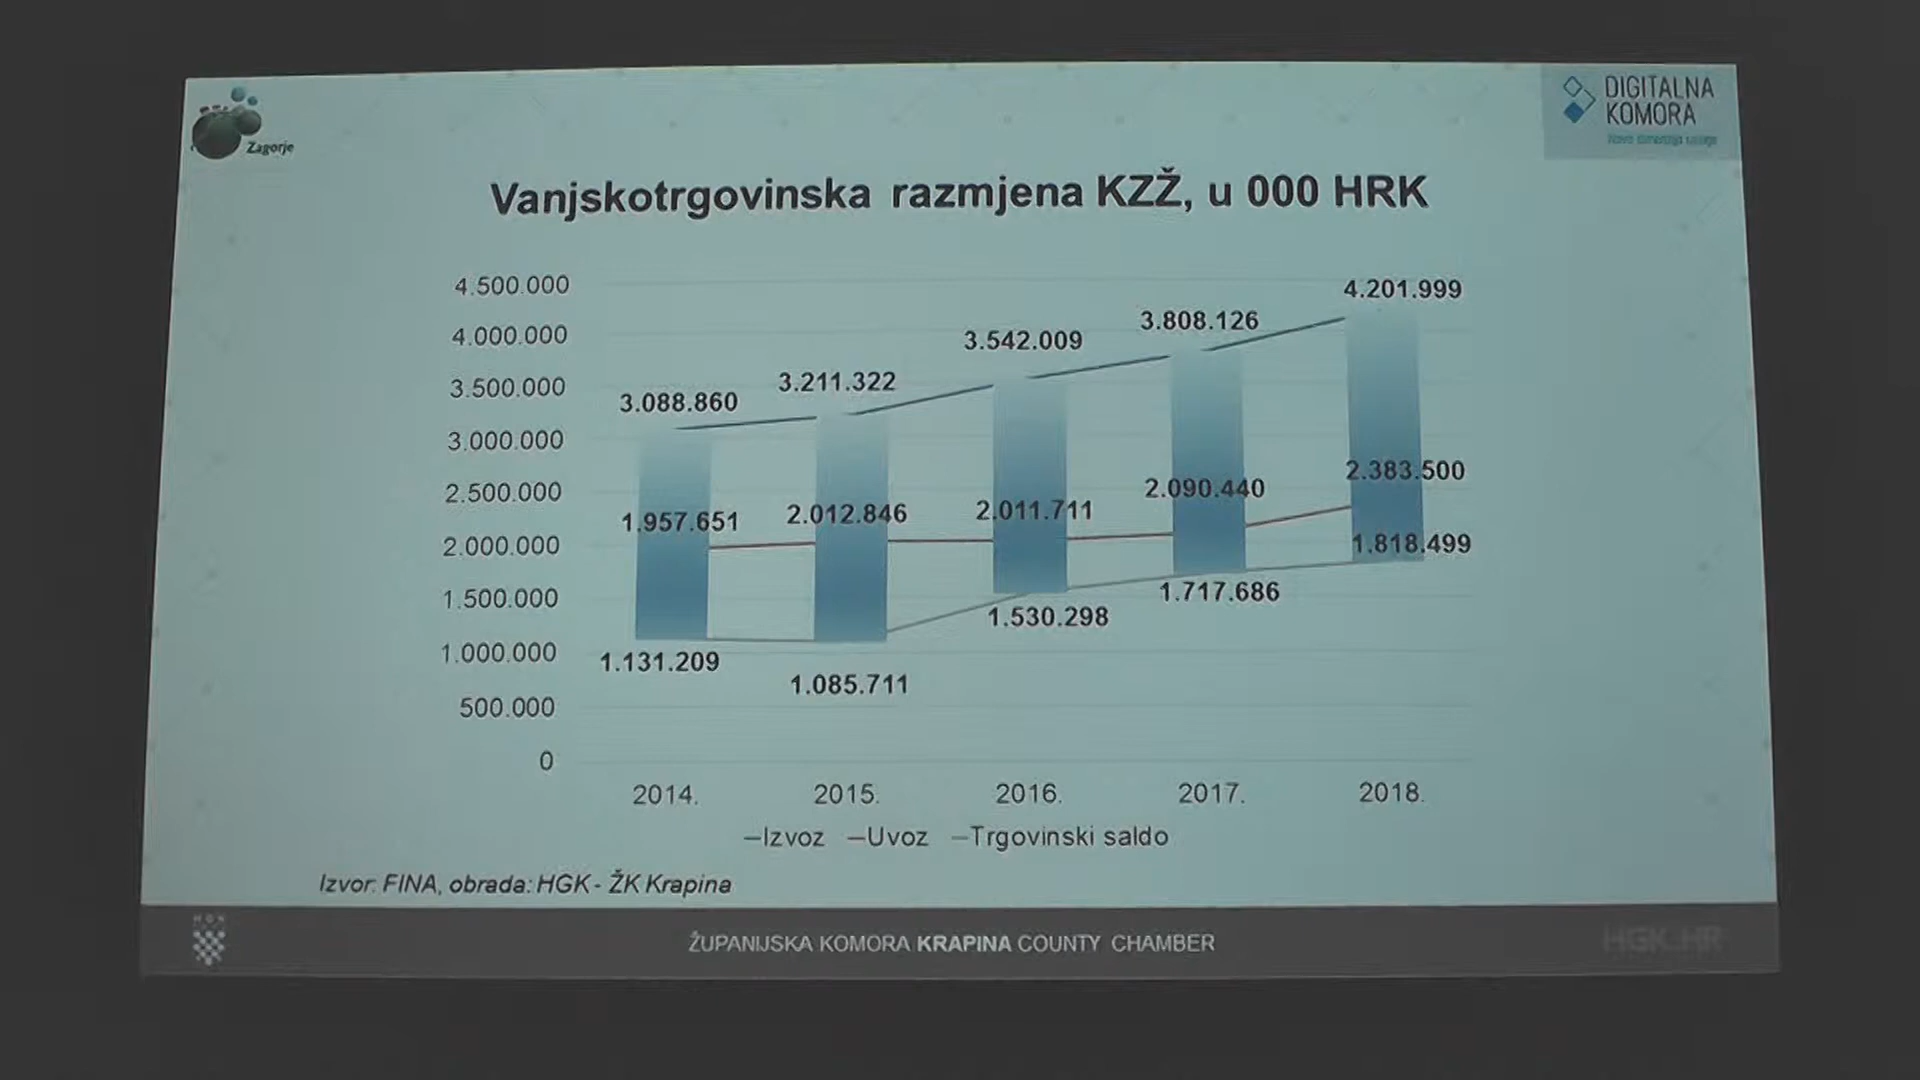 Zagorje
DIGITALNA
KOMORA
Vanjskotrgovinska razmjena KZŽ, u 000 HRK
4.500.000
4.000.000
3.500.000
3.000.000
2.500.000
2.000.000
1.500.000
1.000.000
500.000
0
3.088.860
3.211.322
3.542.009
3.808.126
4.201.999
1.957.651
2.012.846
2.011.711
2.090.440
2.383.500
1.131.209
1.085.711
1.530.298
1.717.686
1.818.499
2014. 2015. 2016. 2017. 2018.
Izvoz Uvoz Trgovinski saldo
Izvor: FINA, obrada: HGK - ŽK Krapina
HGK
ŽUPANIJSKA KOMORA KRAPINA COUNTY CHAMBER
HGK.HR